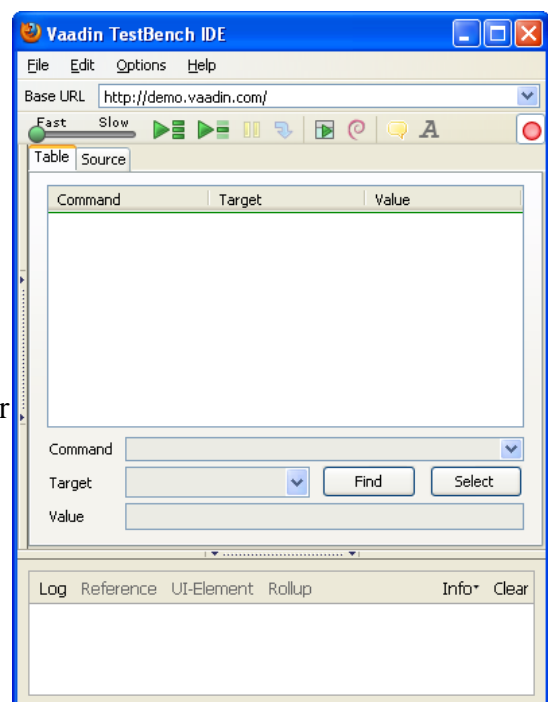 Vaadin TestBench IDE
File Edit Options Help
Base URL http://demo.vaadin.com/
Fast Slow
A
Table Source
Command Target Value
r
Command
Target Find Select
Value
Log Reference UI-Element Rollup Info Clear